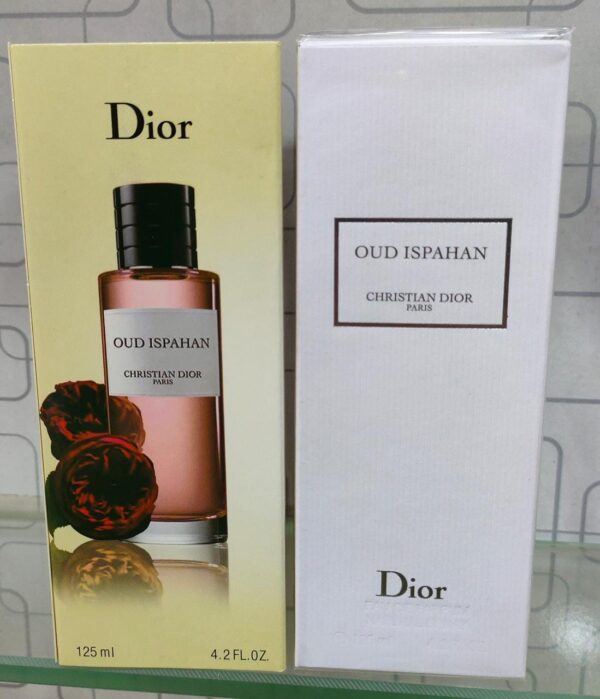 Dior
OUD ISPAHAN
CHRISTIAN DIOR
PARIS
125 ml
4.2 FL.OZ.
OUD ISPAHAN
CHRISTIAN DIOR
PARIS
Dior